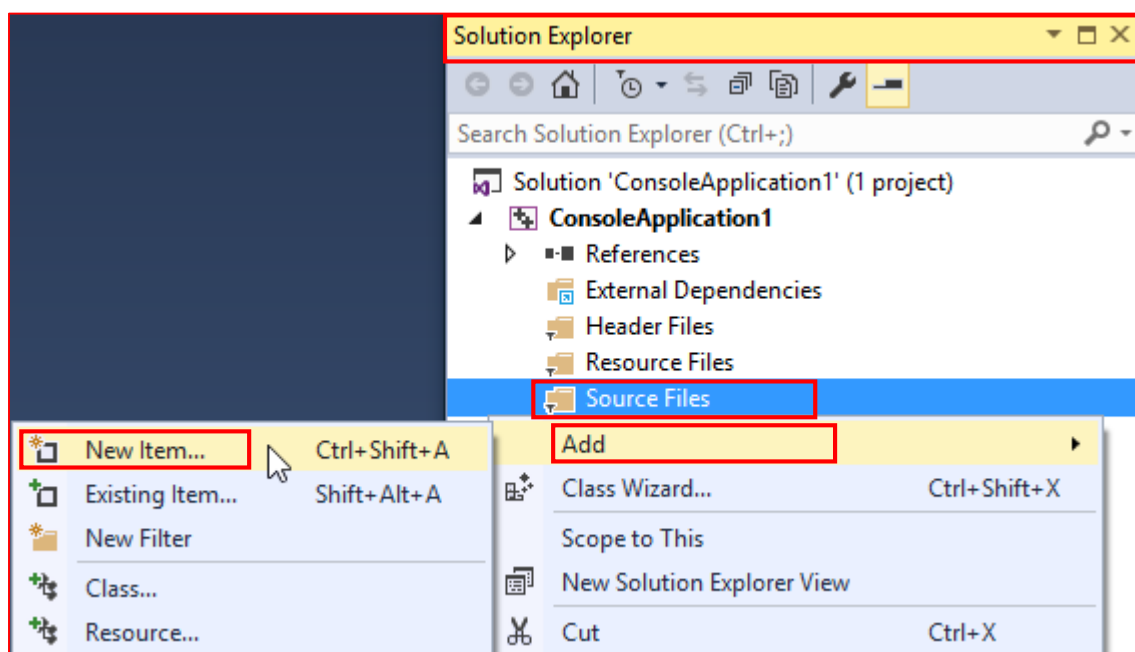 Solution Explorer
Search Solution Explorer (Ctrl+;)
Solution 'ConsoleApplication1' (1 project)
ConsoleApplication1
References
External Dependencies
Header Files
Resource Files
Source Files
Add
Class Wizard... Ctrl+Shift+X
Scope to This
New Solution Explorer View
Cut Ctrl+X
New Item... Ctrl+Shift+A
Existing Item... Shift+Alt+A
New Filter
Class...
Resource...